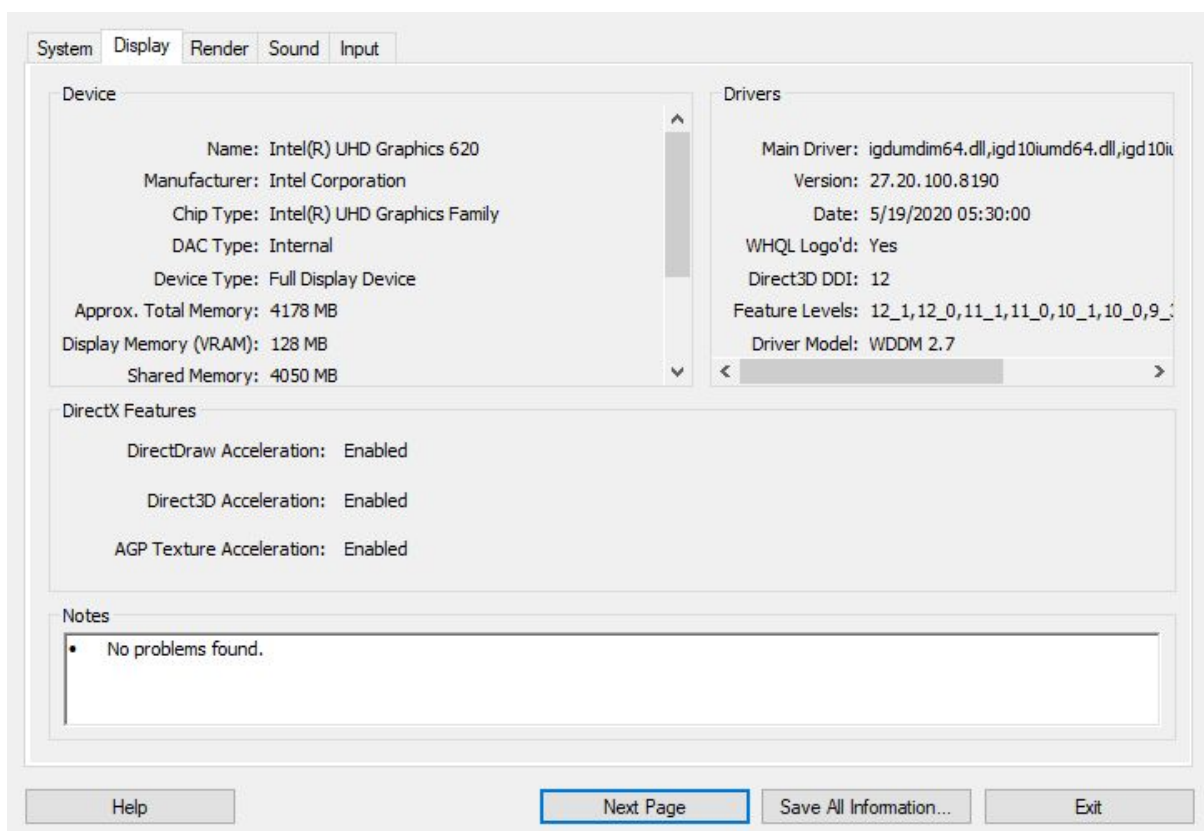 System Display Render Sound Input
Device
Name: Intel(R) UHD Graphics 620
Manufacturer: Intel Corporation
Chip Type: Intel(R) UHD Graphics Family
DAC Type: Internal
Device Type: Full Display Device
Approx. Total Memory: 4178 MB
Display Memory (VRAM): 128 MB
Shared Memory: 4050 MB
Drivers
Main Driver: igdumdim64.dll,igd10iumd64.dll,igd10iu
Version: 27.20.100.8190
Date: 5/19/2020 05:30:00
WHQL Logo'd: Yes
Direct3D DDI: 12
Feature Levels: 12_1,12_0,11_1,11_0,10_1,10_0,9_
Driver Model: WDDM 2.7
DirectX Features
DirectDraw Acceleration: Enabled
Direct3D Acceleration: Enabled
AGP Texture Acceleration: Enabled
Notes
• No problems found.
Help Next Page Save All Information... Exit